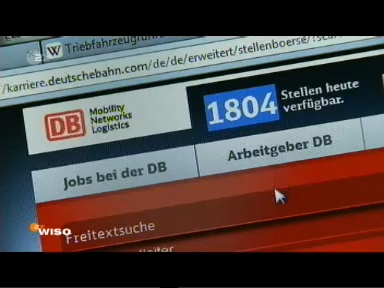 Triebfahrzeugführ
/karriere.deutschebahn.com/de/de/erweitert/stellenboerse/
DB
Mobility
Networks
Logistics
1804
Stellen heute
verfügbar.
Jobs bei der DB
Arbeitgeber DB
Freitextsuche
WISO